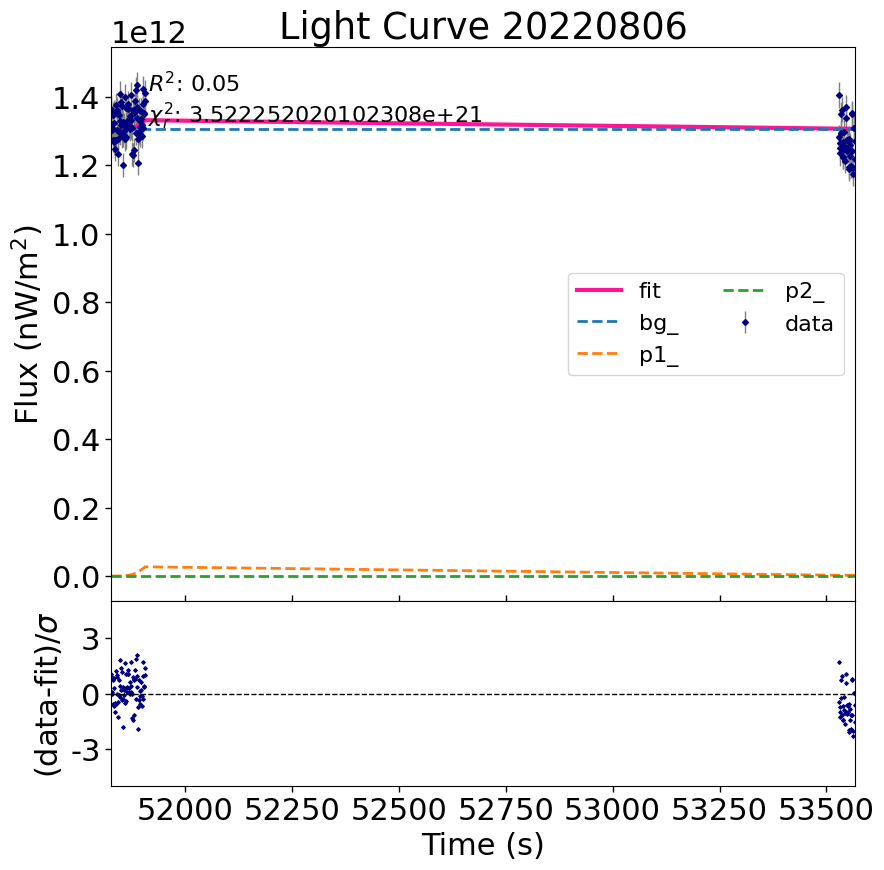 Light Curve 20220806
1e12
R²: 0.05
χ²ᵣ: 3.522252020102308e+21
1.4
1.2
1.0
0.8
0.6
0.4
0.2
0.0
Flux (nW/m²)
fit
bg_
p1_
p2_
data
3
0
-3
(data-fit)/σ
52000 52250 52500 52750 53000 53250 53500
Time (s)